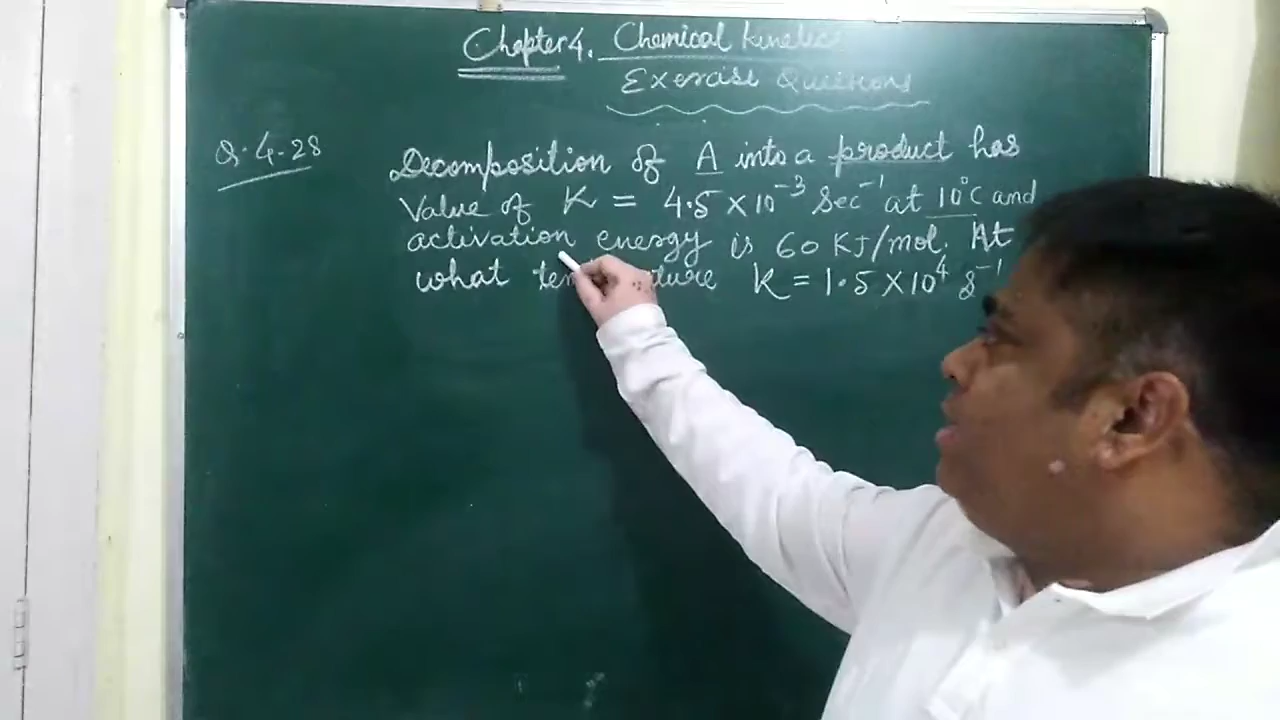 Chapter 4. Chemical kinetics
Exercise Questions
Q.4.28
Decomposition of A into a product has
Value of K = 4.5 × 10⁻³ Sec⁻¹ at 10°C and
activation energy is 60 KJ/mol. At
what K = 1.5 × 10⁴ s⁻¹